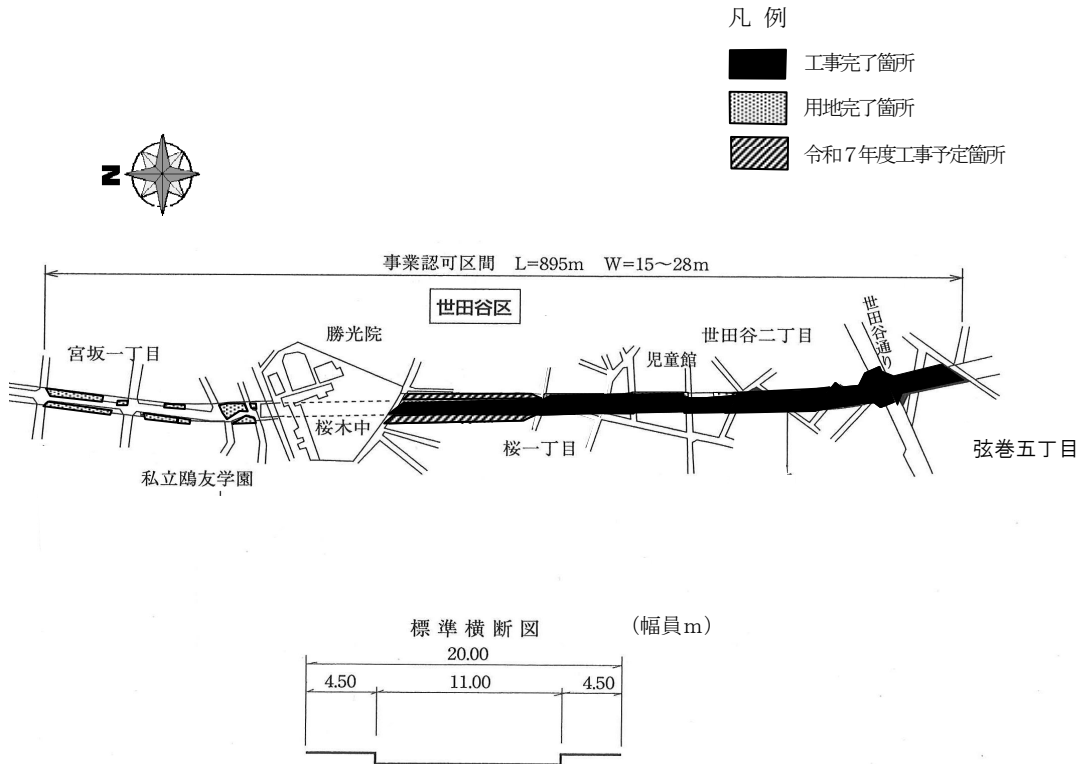 凡 例
工事完了箇所
用地完了箇所
令和７年度工事予定箇所
N
事業認可区間 L=895m W=15～28m
世田谷区
勝光院
世田谷通り
世田谷二丁目
宮坂一丁目
児童館
桜木中
桜一丁目
弦巻五丁目
私立鴎友学園
標準横断図 (幅員m)
20.00
4.50 11.00 4.50